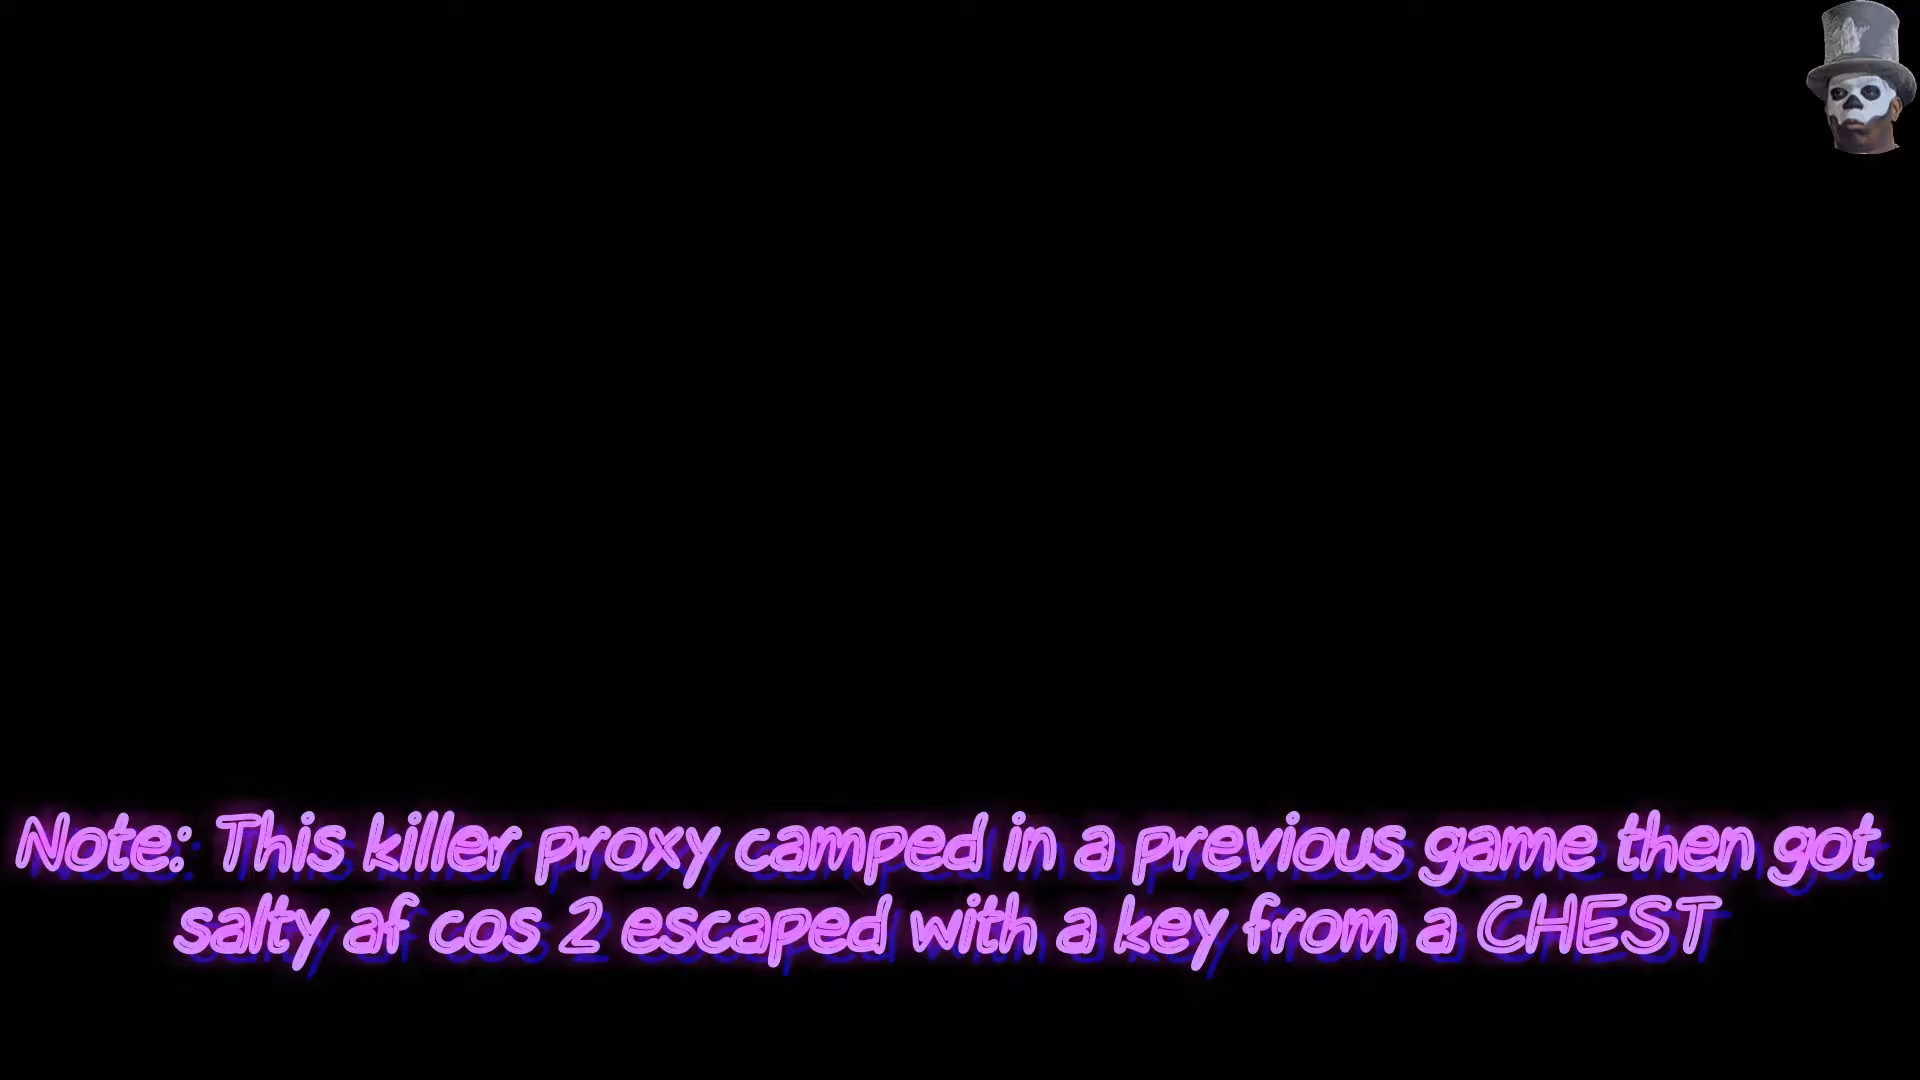 Note: This killer proxy camped in a previous game then got
salty af cos 2 escaped with a key from a CHEST